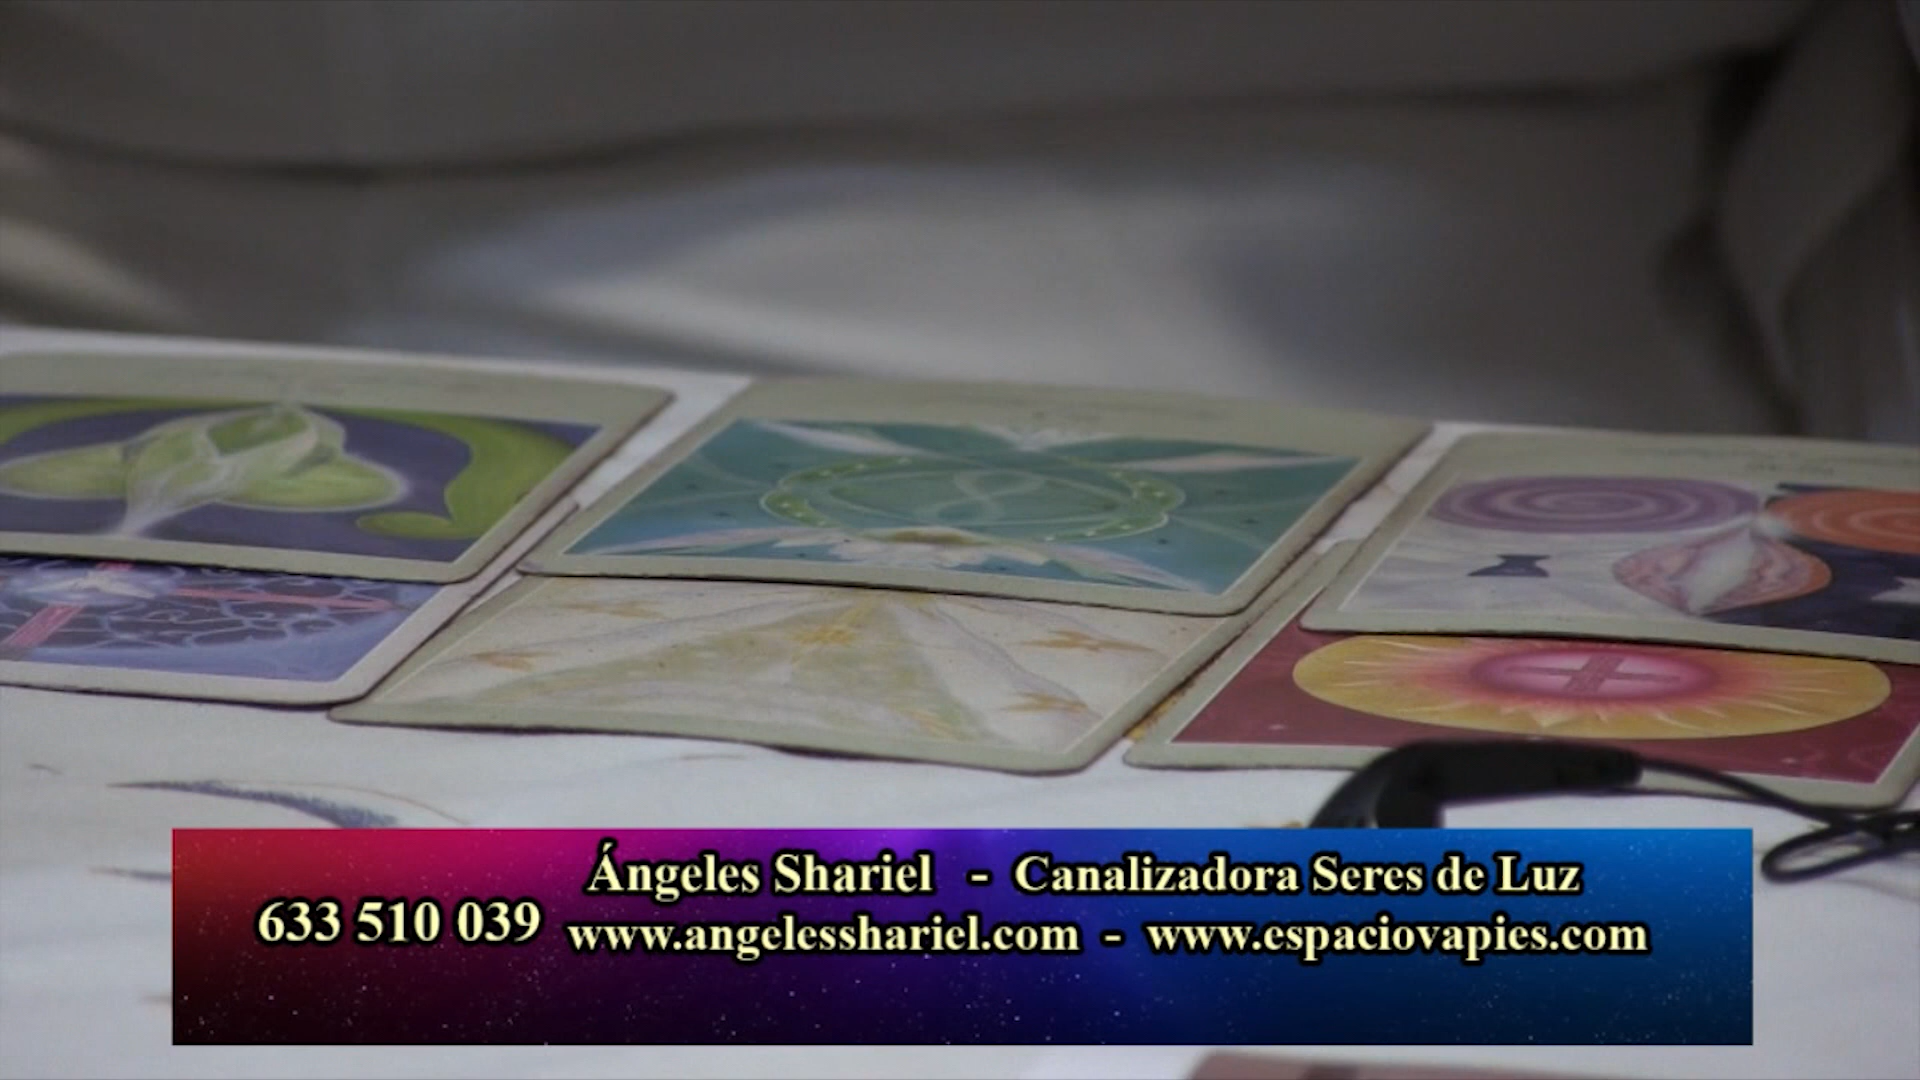 Ángeles Shariel - Canalizadora Seres de Luz
633 510 039
www.angelesshariel.com - www.espaciovapies.com